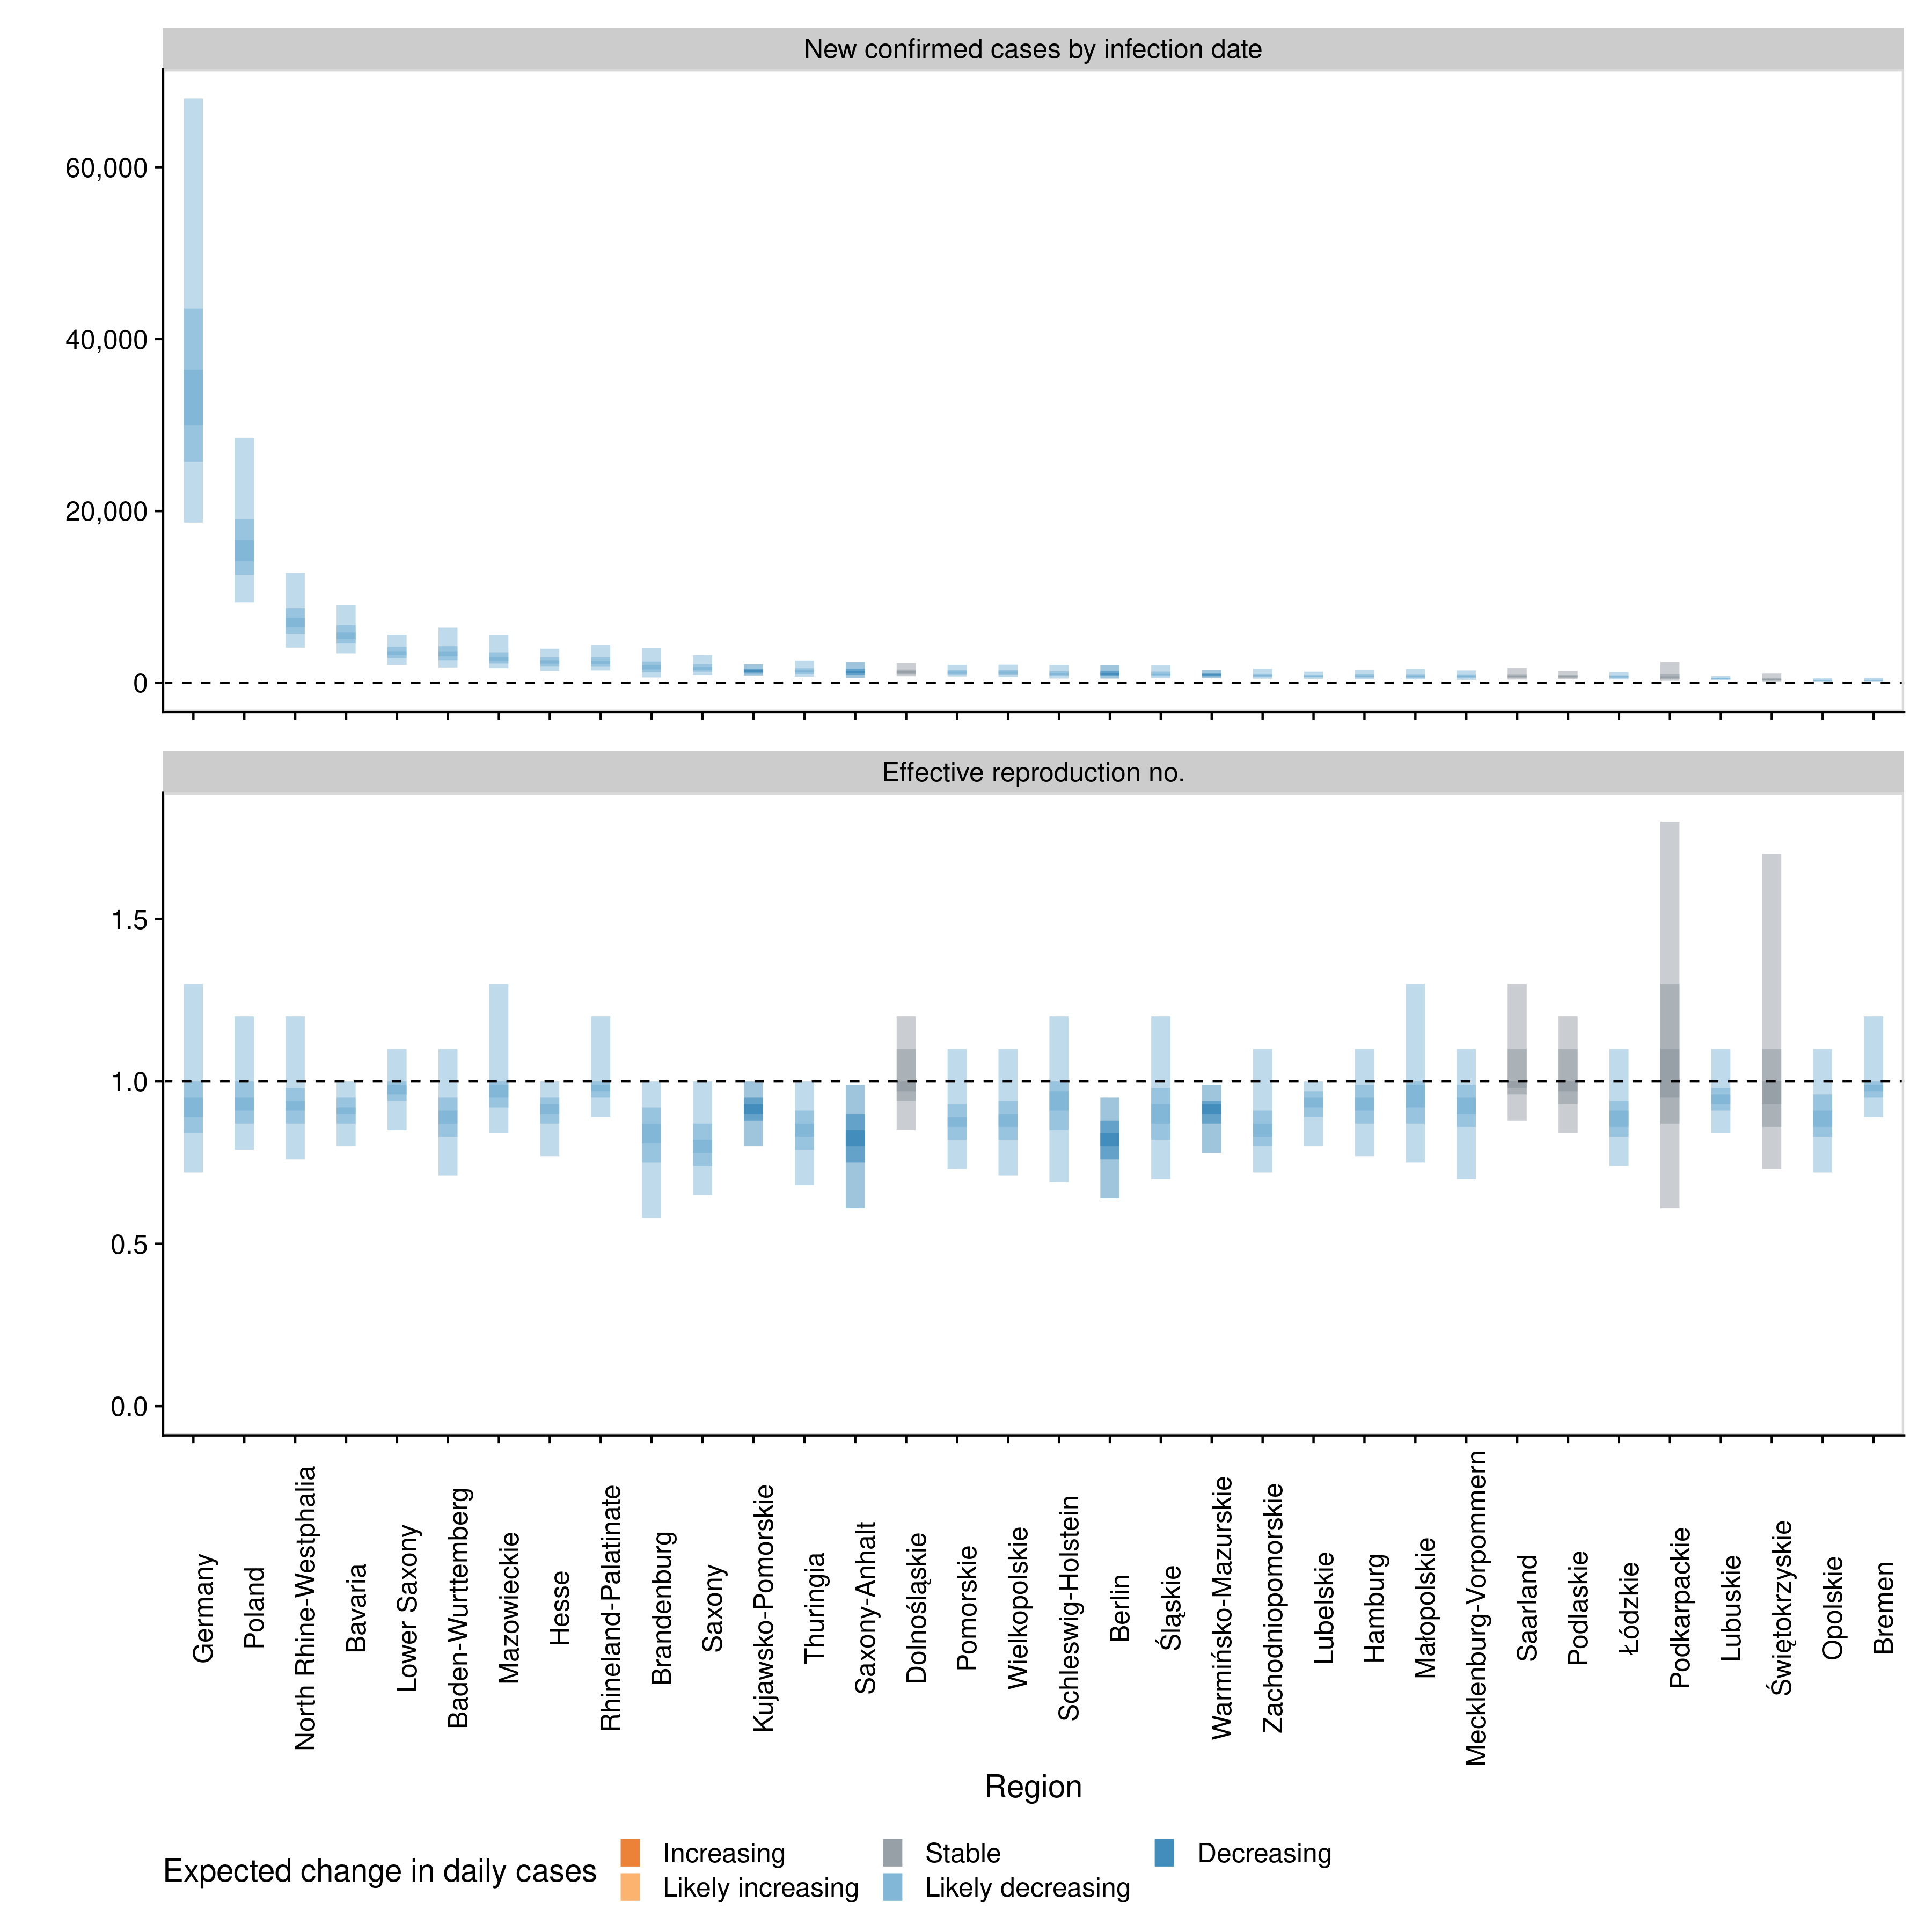 New confirmed cases by infection date
60,000
40,000
20,000
0
Effective reproduction no.
1.5
1.0
0.5
0.0
Germany
Poland
North Rhine-Westphalia
Bavaria
Lower Saxony
Baden-Wurttemberg
Mazowieckie
Hesse
Rhineland-Palatinate
Brandenburg
Saxony
Kujawsko-Pomorskie
Thuringia
Saxony-Anhalt
Dolnośląskie
Pomorskie
Wielkopolskie
Schleswig-Holstein
Berlin
Śląskie
Warmińsko-Mazurskie
Zachodniopomorskie
Lubelskie
Hamburg
Małopolskie
Mecklenburg-Vorpommern
Saarland
Podlaskie
Łódzkie
Podkarpackie
Lubuskie
Świętokrzyskie
Opolskie
Bremen
Region
Expected change in daily cases
Increasing
Stable
Decreasing
Likely increasing
Likely decreasing